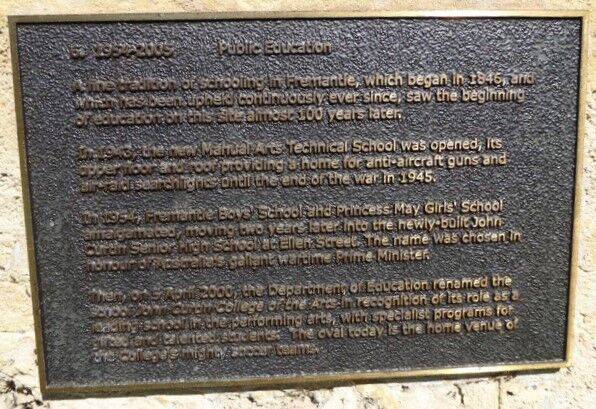 1954-2005 Public Education
A fine tradition of schooling in Fremantle, which began in 1846, and
which has been upheld continuously ever since, saw the beginning
of education on this site almost 100 years later.
In the new Manual Arts Technical School was opened, its
upper floor and roof providing a home for anti-aircraft guns and
air-raid searchlights until the end of the war in 1945.
In 1954, Fremantle Boys' School and Princess May Girls' School
amalgamated, moving two years later into the newly-built John
Curtin Senior High School at Ellen Street. The name was chosen in
honour of Australia's gallant wartime Prime Minister.
Then, on 5 April 2000, the Department of Education renamed the
school John Curtin College of the Arts in recognition of its role as a
leading school in the performing arts, with specialist programs for
gifted and talented students. The oval today is the home venue of
the College's mighty soccer teams.